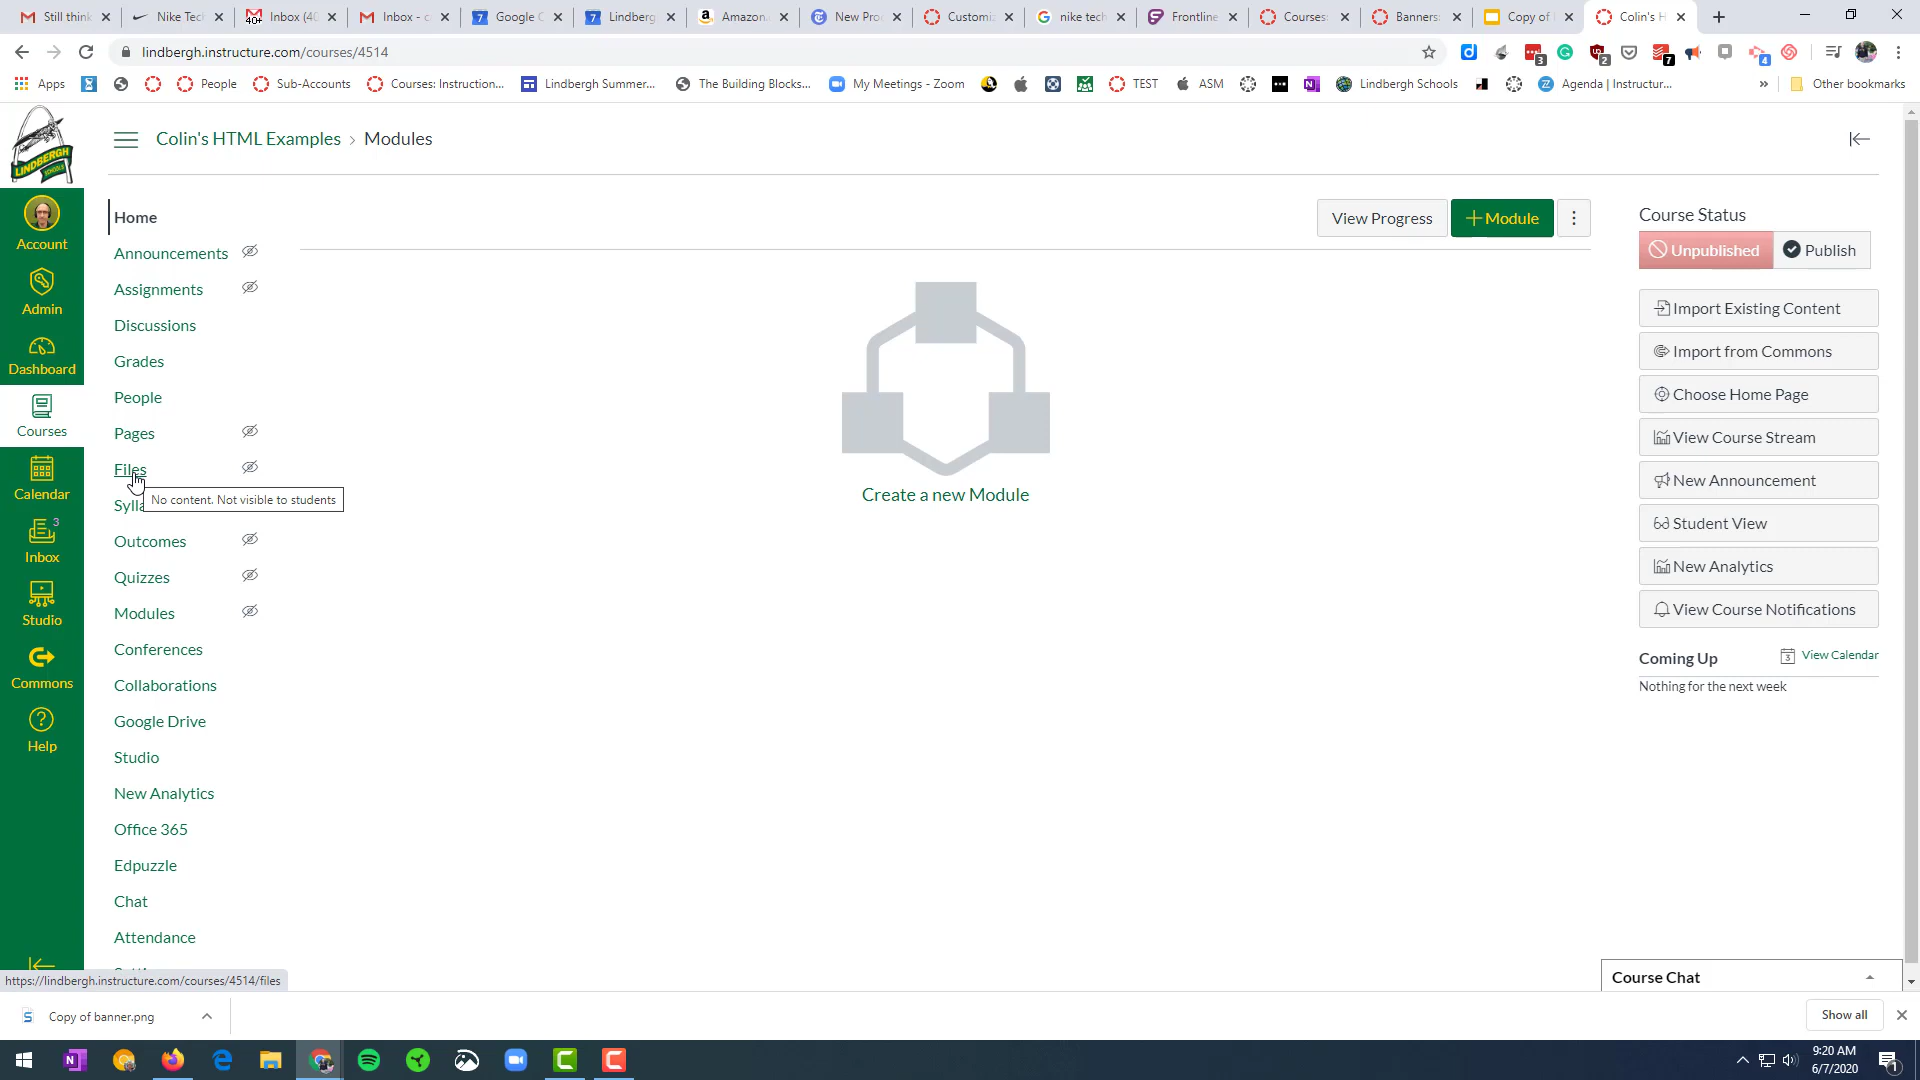 Still think
Nike Tec
Inbox (40
Inbox - c
Google C
Lindberg
Amazon.
New Pro
Customi
nike tech
Frontline
Courses:
Banners:
Copy of
Colin's H
lindbergh.instructure.com/courses/4514
Apps
People
Sub-Accounts
Courses: Instruction...
Lindbergh Summer...
The Building Blocks...
My Meetings - Zoom
TEST
ASM
Lindbergh Schools
Agenda | Instructur...
»
Other bookmarks
LINDBERGH
SCHOOLS
Colin's HTML Examples > Modules
Account
Admin
Dashboard
Courses
Calendar
3
Inbox
Studio
Commons
Help
Home
Announcements
Assignments
Discussions
Grades
People
Pages
Files
No content. Not visible to students
Sylla
Outcomes
Quizzes
Modules
Conferences
Collaborations
Google Drive
Studio
New Analytics
Office 365
Edpuzzle
Chat
Attendance
View Progress
+ Module
Create a new Module
Course Status
Unpublished
Publish
Import Existing Content
Import from Commons
Choose Home Page
View Course Stream
New Announcement
Student View
New Analytics
View Course Notifications
Coming Up
View Calendar
Nothing for the next week
Course Chat
https://lindbergh.instructure.com/courses/4514/files
Copy of banner.png
Show all
9:20 AM
6/7/2020